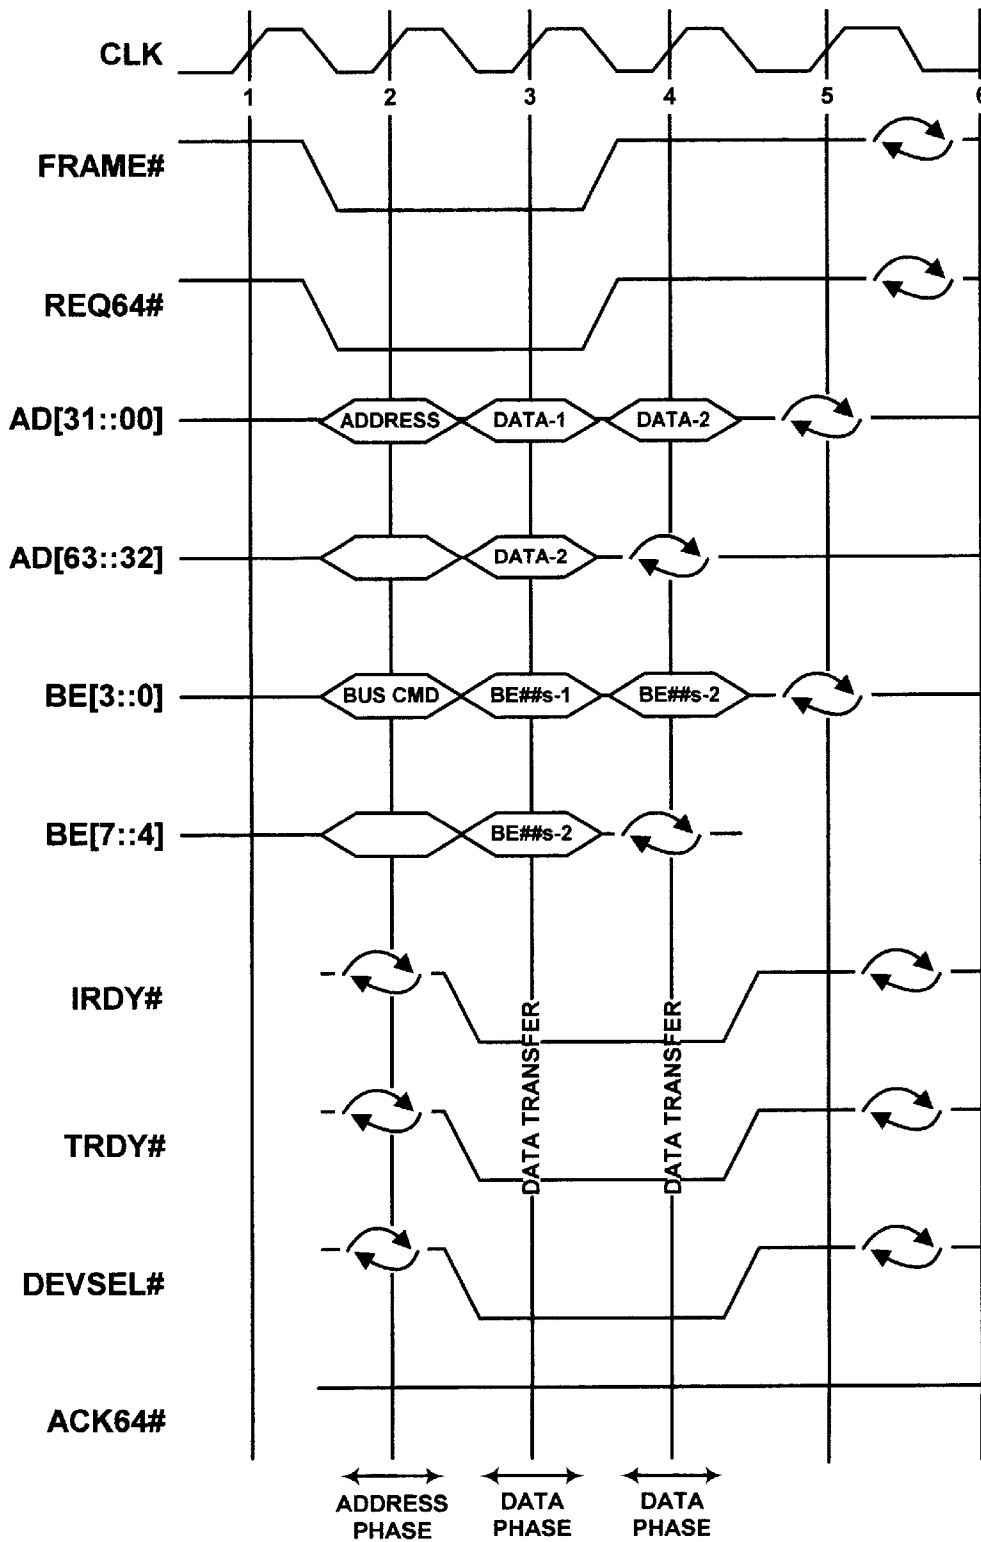 CLK
1 2 3 4 5 6
FRAME#
REQ64#
AD[31::00] ADDRESS DATA-1 DATA-2
AD[63::32] DATA-2
BE[3::0] BUS CMD BE##s-1 BE##s-2
BE[7::4] BE##s-2
IRDY#
DATA TRANSFER
DATA TRANSFER
TRDY#
DEVSEL#
ACK64#
ADDRESS PHASE
DATA PHASE
DATA PHASE